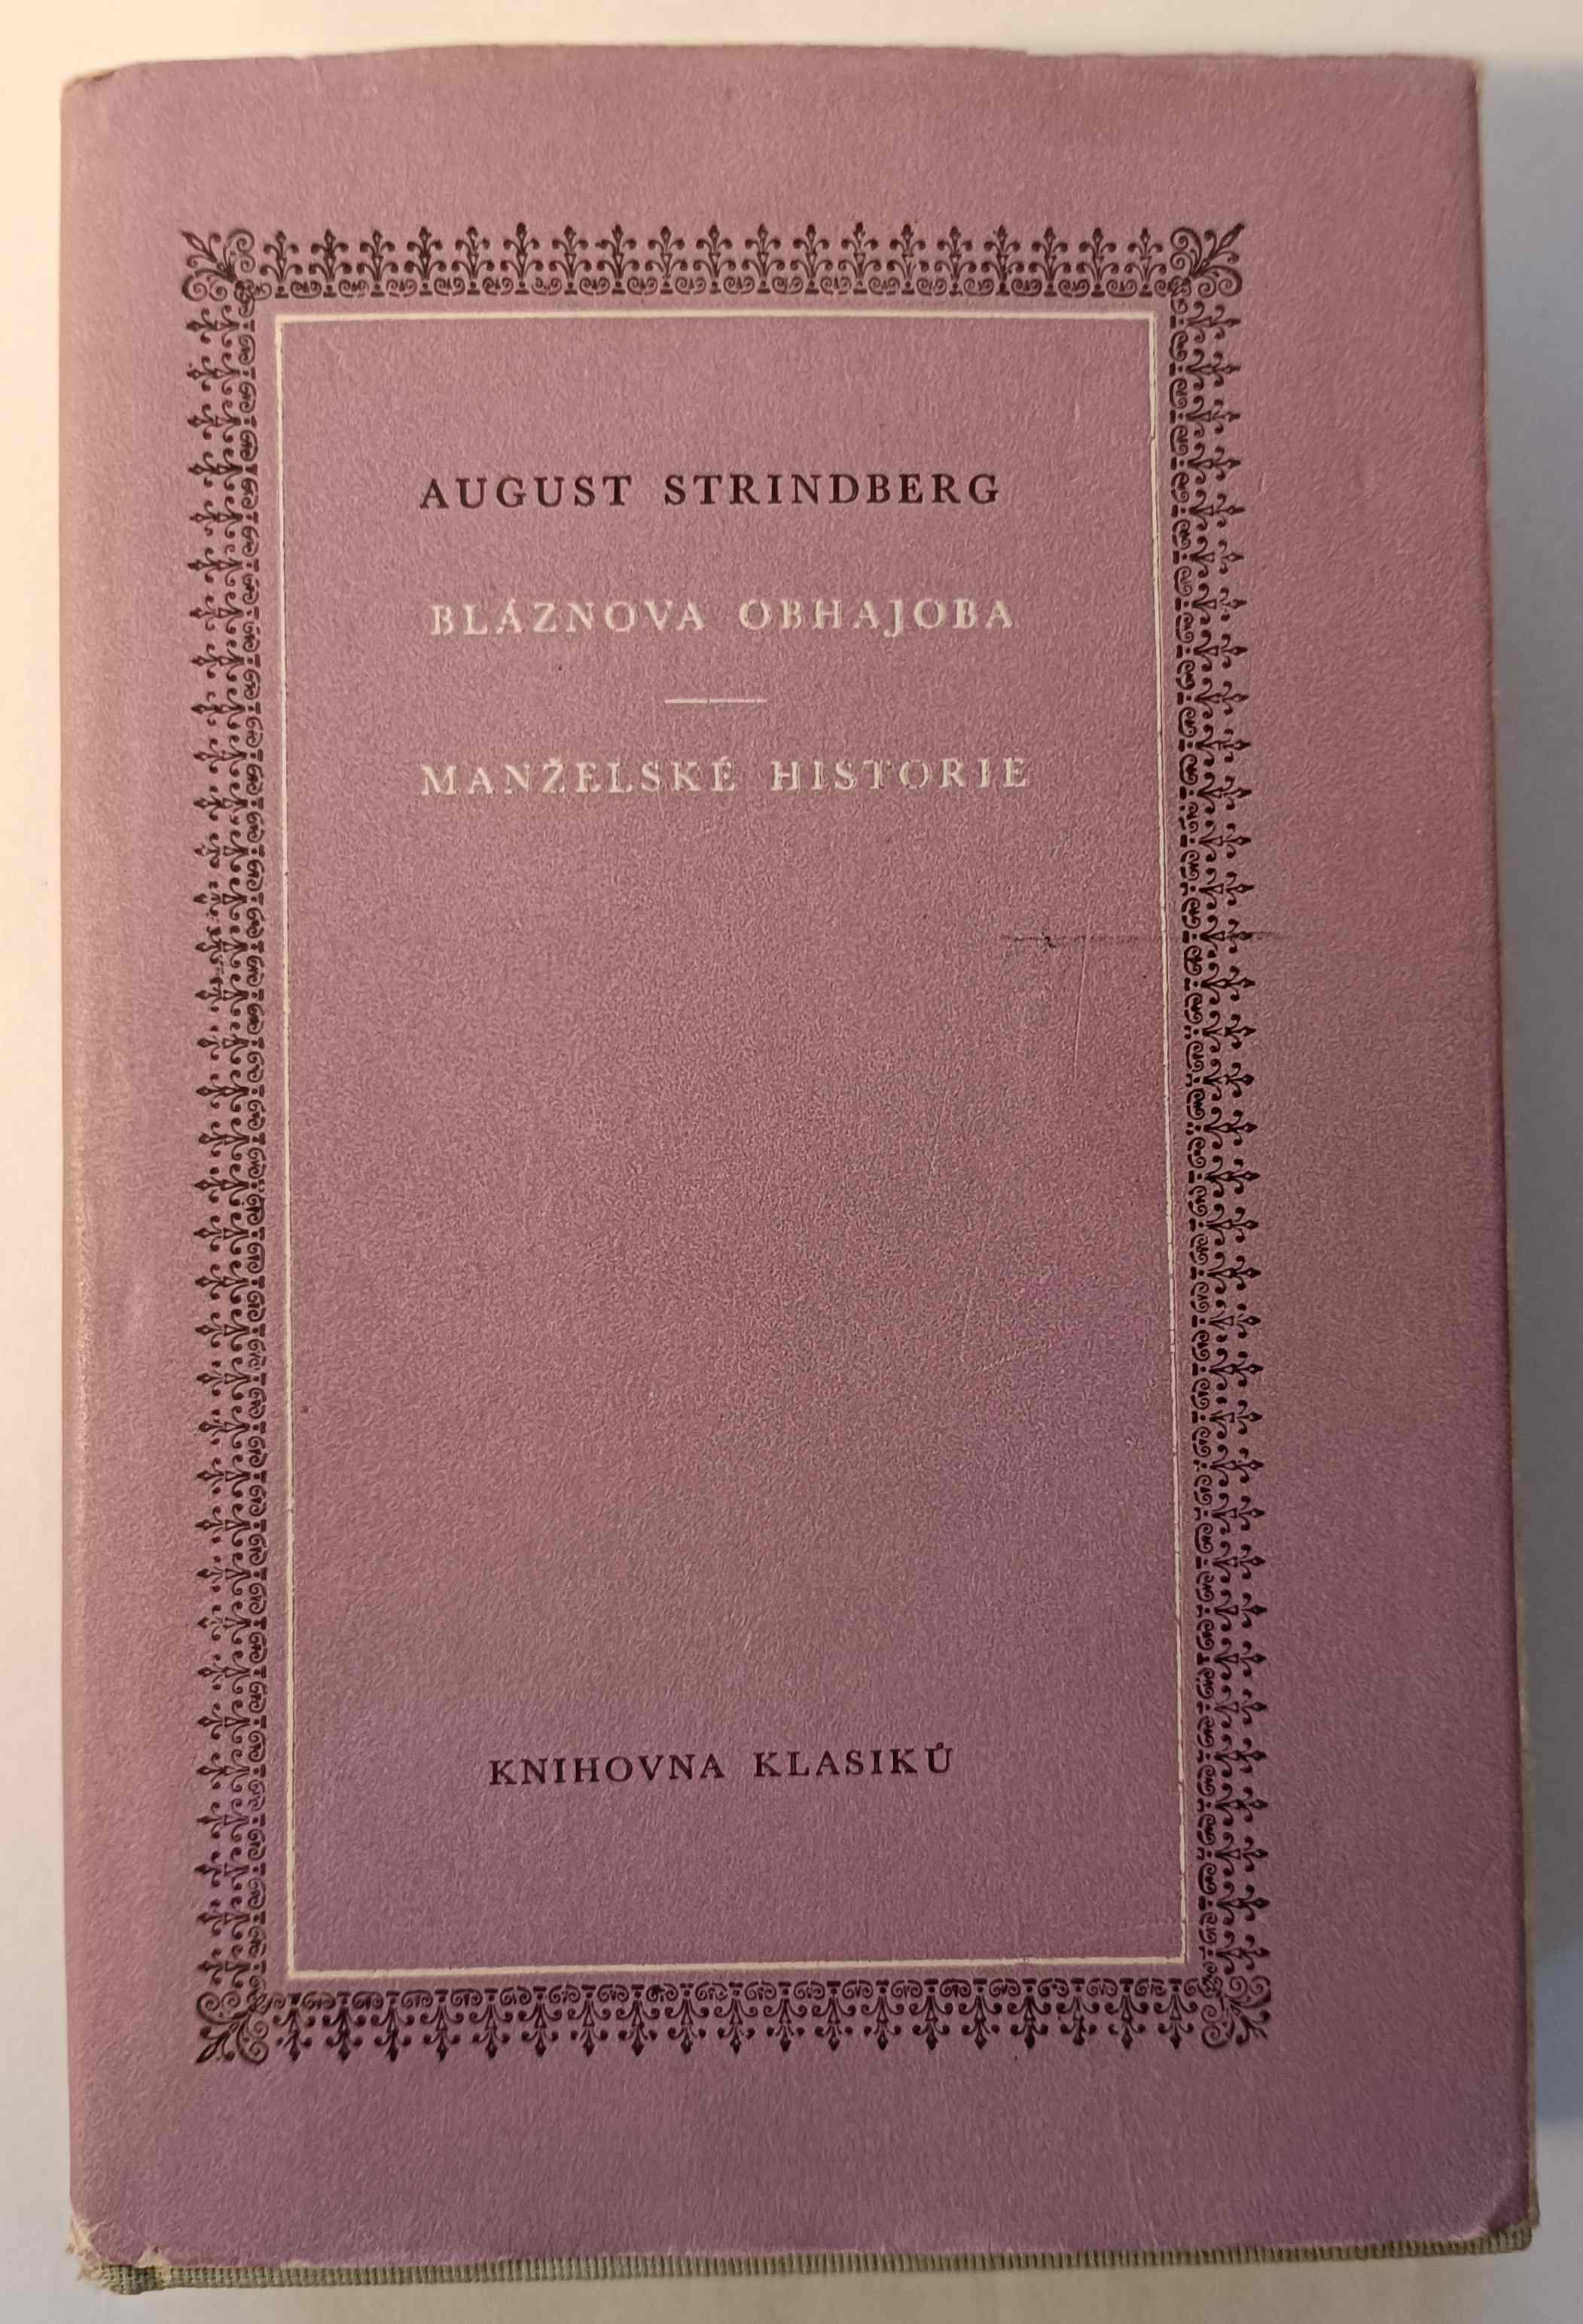 AUGUST STRINDBERG
BLÁZNOVA OBHAJOBA
MANŽELSKÉ HISTORIE
KNIHOVNA KLASIKŮ